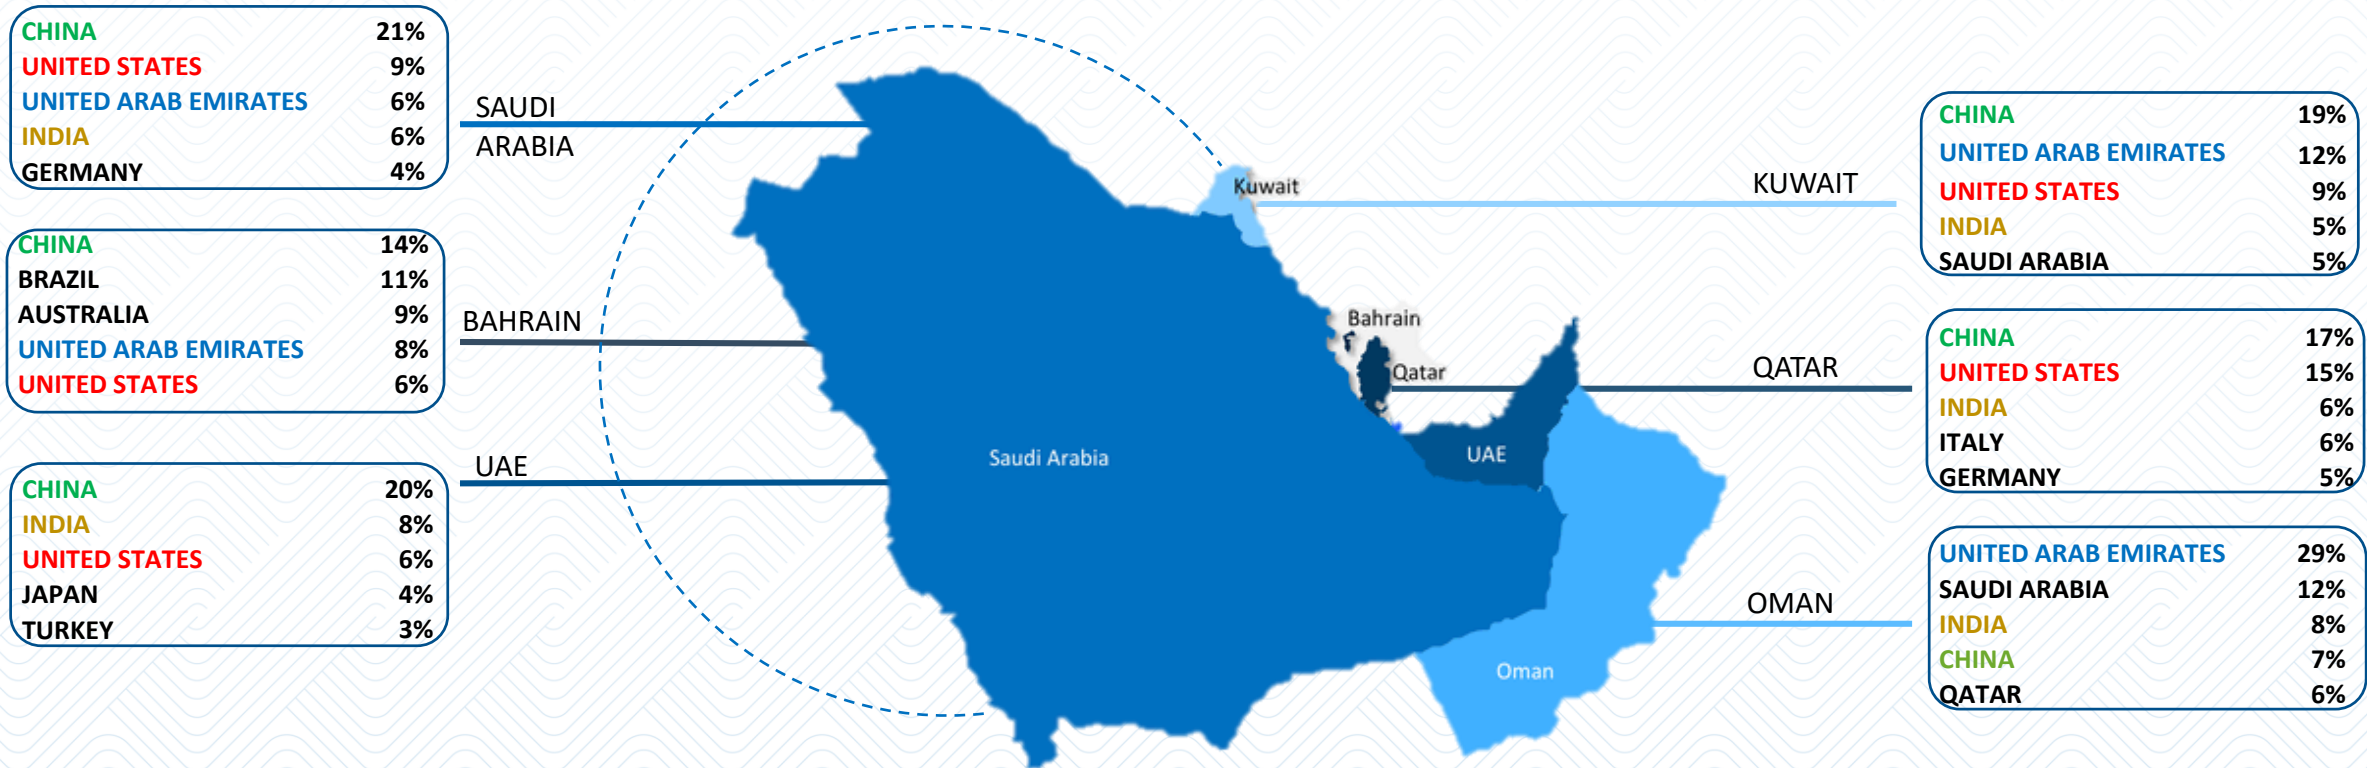 CHINA 21%
UNITED STATES 9%
UNITED ARAB EMIRATES 6%
INDIA 6%
GERMANY 4%
SAUDI
ARABIA
CHINA 14%
BRAZIL 11%
AUSTRALIA 9%
UNITED ARAB EMIRATES 8%
UNITED STATES 6%
BAHRAIN
CHINA 20%
INDIA 8%
UNITED STATES 6%
JAPAN 4%
TURKEY 3%
UAE
Kuwait
Bahrain
Qatar
UAE
Saudi Arabia
Oman
KUWAIT
CHINA 19%
UNITED ARAB EMIRATES 12%
UNITED STATES 9%
INDIA 5%
SAUDI ARABIA 5%
QATAR
CHINA 17%
UNITED STATES 15%
INDIA 6%
ITALY 6%
GERMANY 5%
OMAN
UNITED ARAB EMIRATES 29%
SAUDI ARABIA 12%
INDIA 8%
CHINA 7%
QATAR 6%